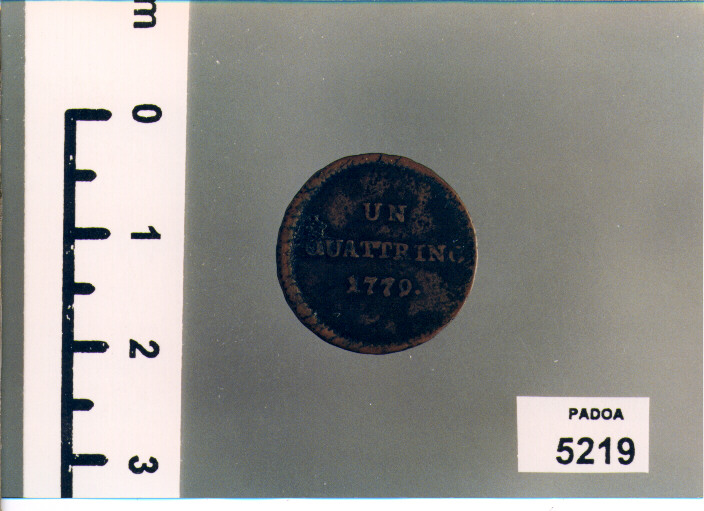 m
0
1
2
3
UN
QUATTRINO
1779.
PADOA
5219